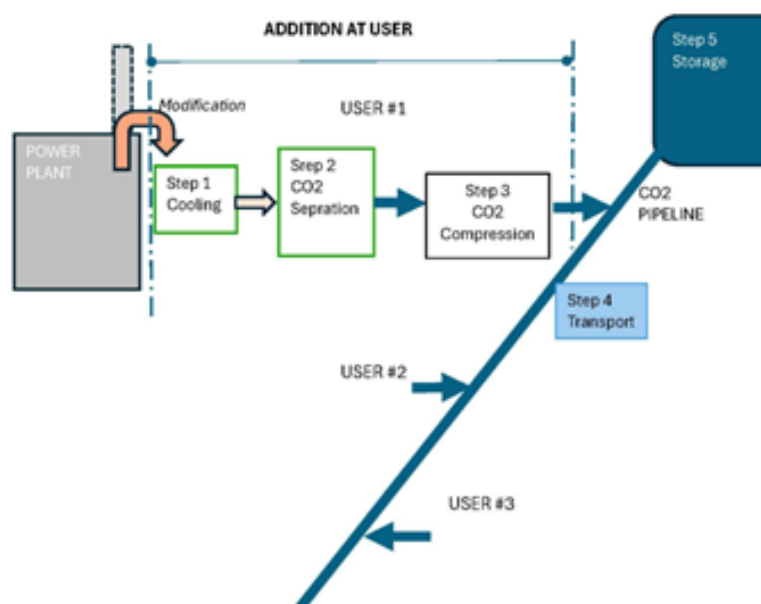 ADDITION AT USER
Step 5
Storage
Modification
USER #1
POWER
PLANT
Step 1
Cooling
Srep 2
CO2
Sepration
Step 3
CO2
Compression
CO2
PIPELINE
Step 4
Transport
USER #2
USER #3